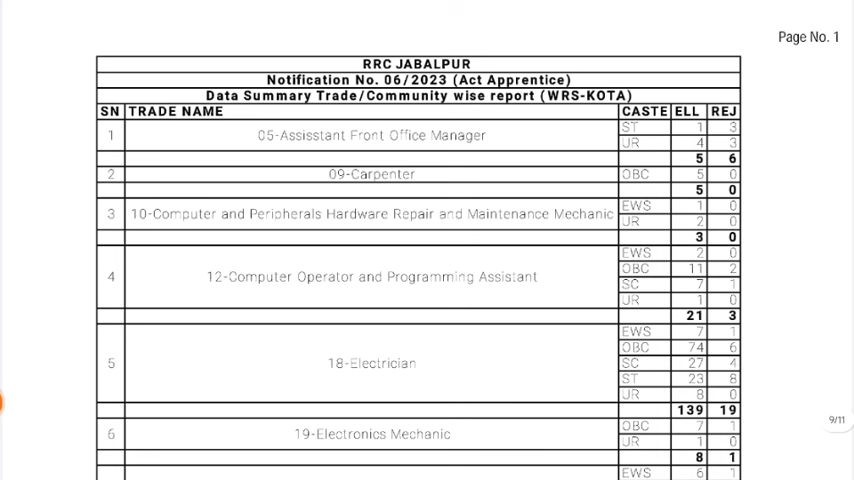 Page No. 1
RRC JABALPUR
Notification No. 06/2023 (Act Apprentice)
Data Summary Trade/Community wise report (WRS-KOTA)
SN TRADE NAME CASTE ELL REJ
1 05-Assisstant Front Office Manager ST 1 3
UR 4 3
5 6
2 09-Carpenter OBC 5 0
5 0
3 10-Computer and Peripherals Hardware Repair and Maintenance Mechanic EWS 1 0
UR 2 0
3 0
4 12-Computer Operator and Programming Assistant EWS 2 0
OBC 11 2
SC 7 1
UR 1 0
21 3
5 18-Electrician EWS 7 1
OBC 74 6
SC 27 4
ST 23 8
UR 8 0
139 19
9/11
6 19-Electronics Mechanic OBC 7 1
UR 1 0
8 1
EWS 6 1